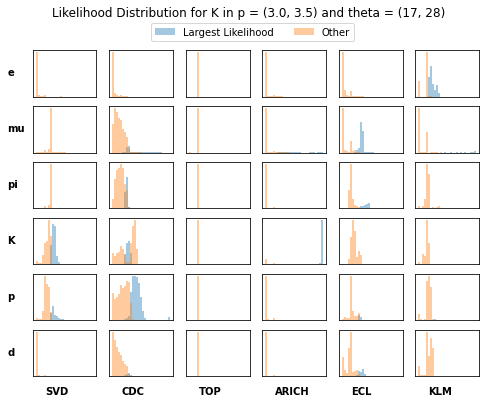 Likelihood Distribution for K in p = (3.0, 3.5) and theta = (17, 28)
Largest Likelihood Other
e
mu
pi
K
p
d
SVD CDC TOP ARICH ECL KLM